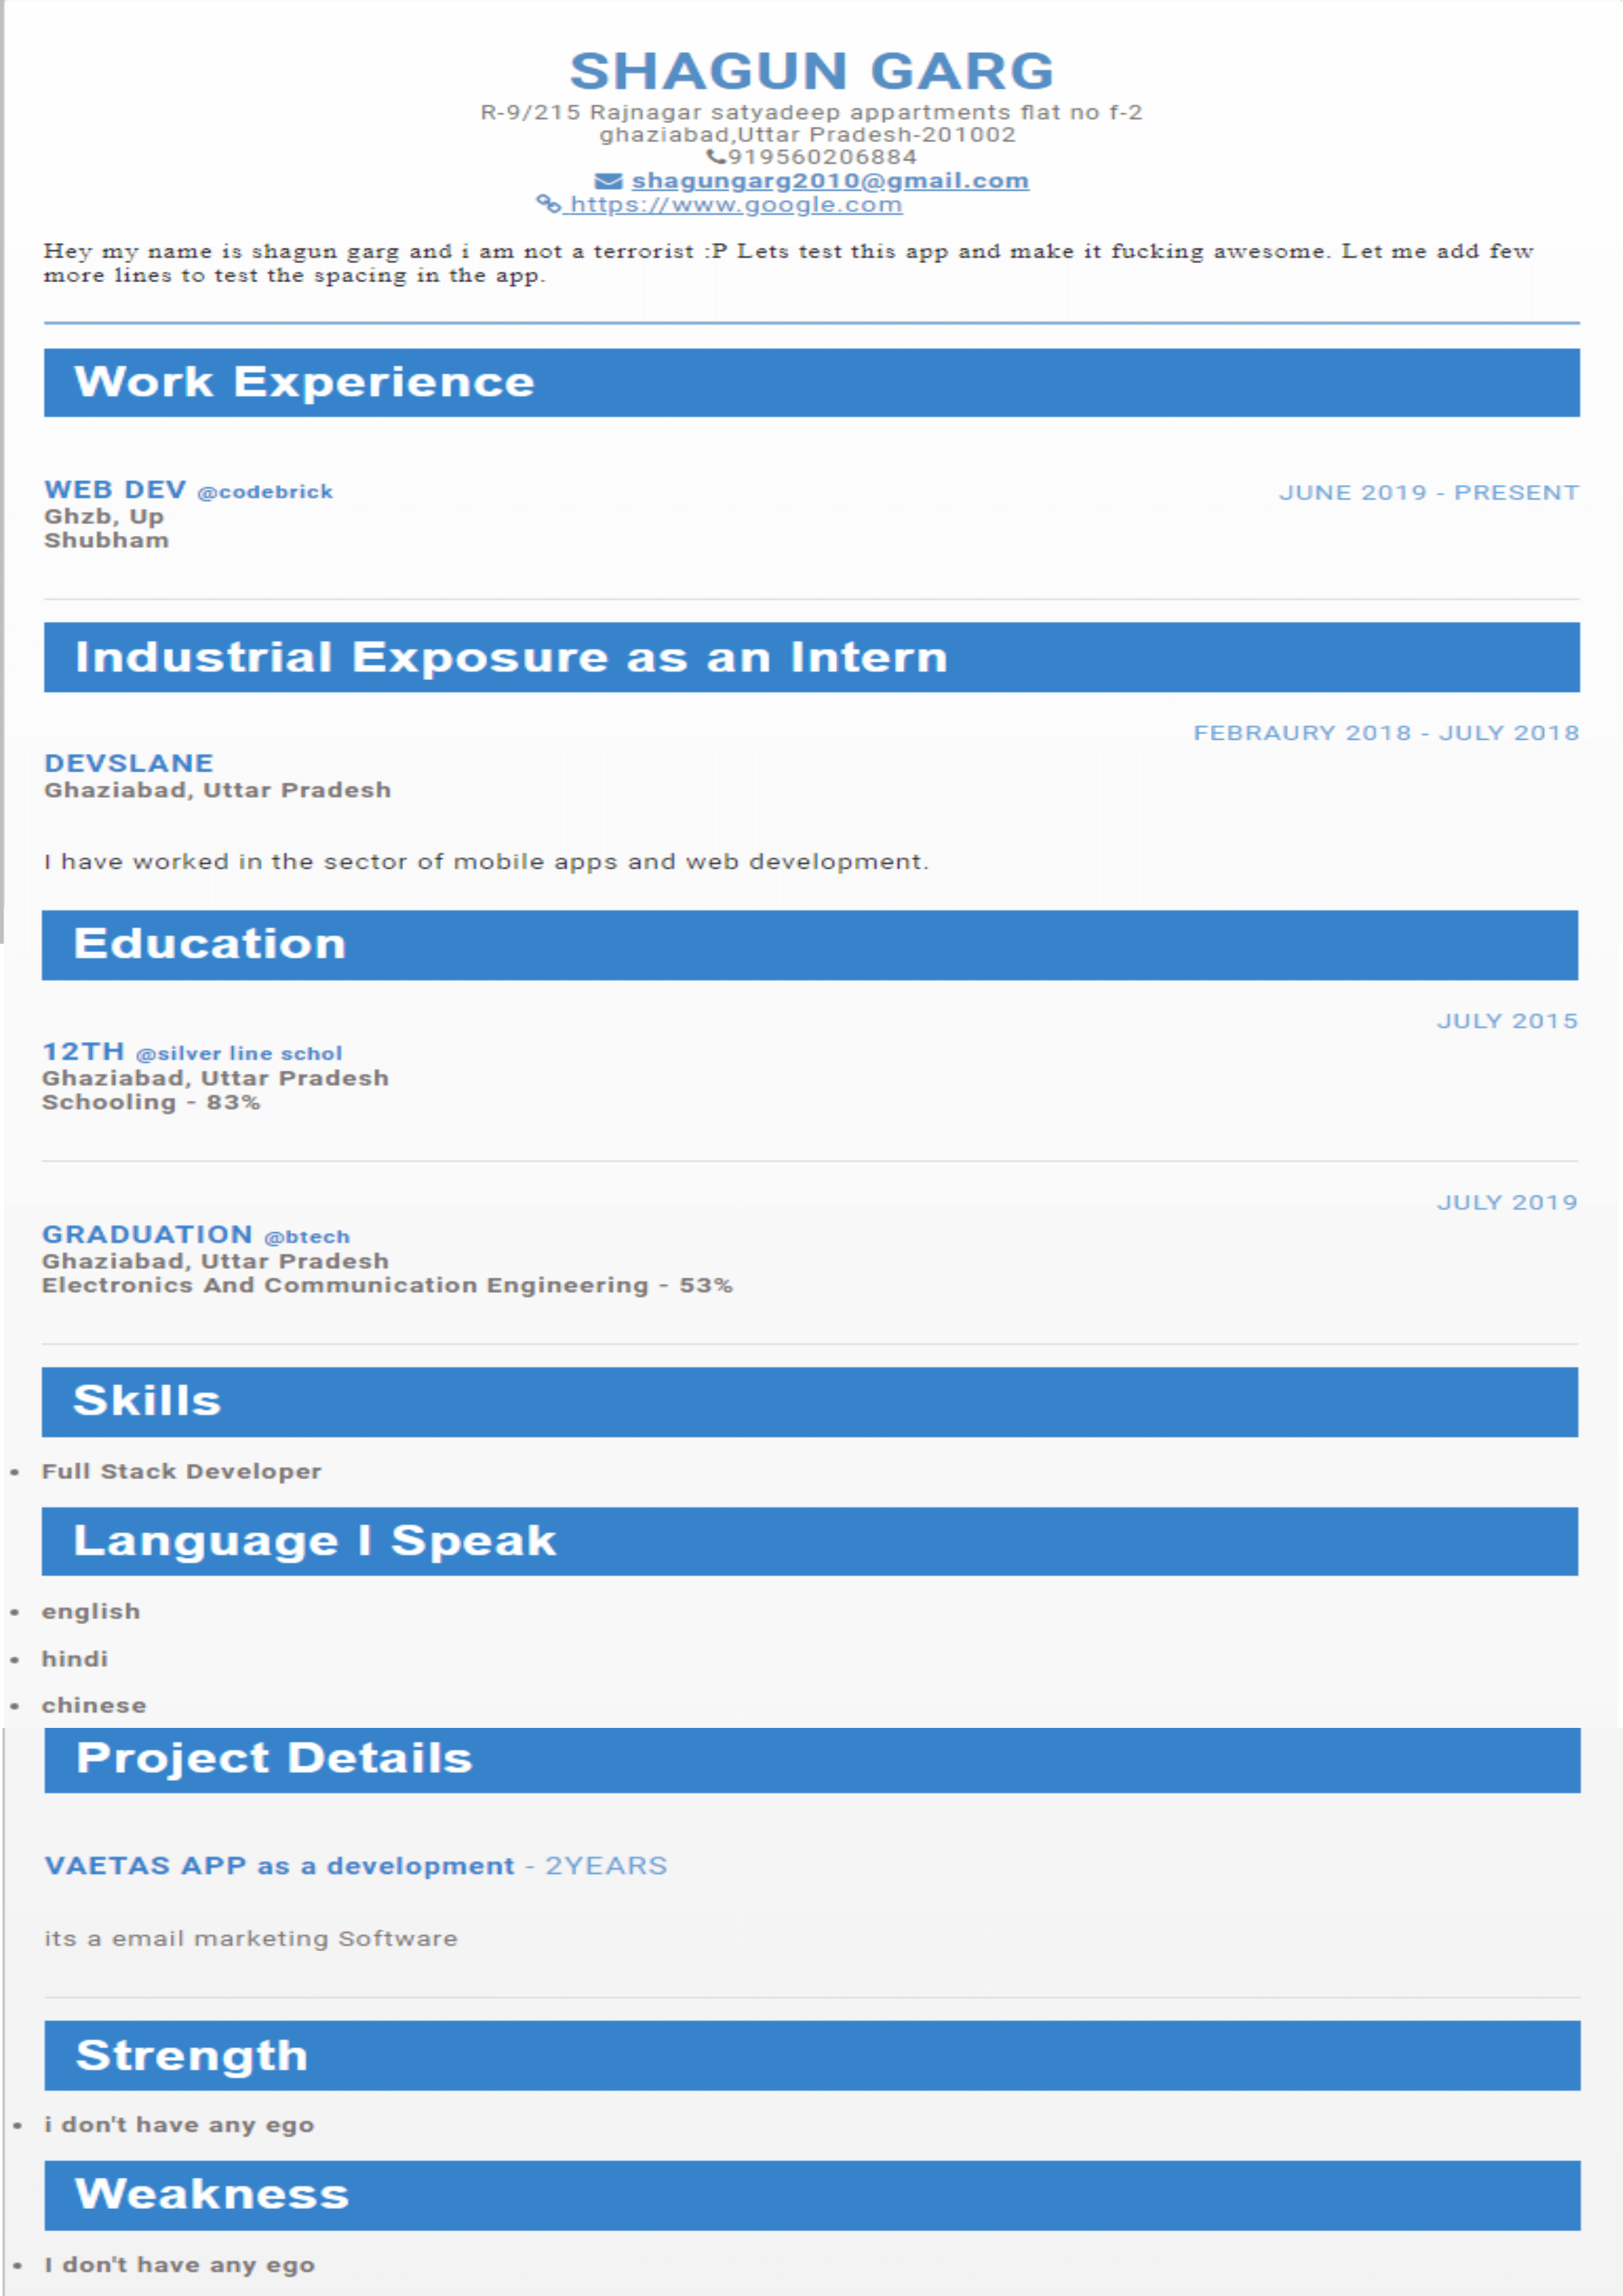 SHAGUN GARG
R-9/215 Rajnagar satyadeep appartments flat no f-2
ghaziabad,Uttar Pradesh-201002
919560206884
shagungarg2010@gmail.com
https://www.google.com
Hey my name is shagun garg and i am not a terrorist :P Lets test this app and make it fucking awesome. Let me add few
more lines to test the spacing in the app.
Work Experience
WEB DEV @codebrick JUNE 2019 - PRESENT
Ghzb, Up
Shubham
Industrial Exposure as an Intern
FEBRAURY 2018 - JULY 2018
DEVSLANE
Ghaziabad, Uttar Pradesh
I have worked in the sector of mobile apps and web development.
Education
JULY 2015
12TH @silver line schol
Ghaziabad, Uttar Pradesh
Schooling - 83%
JULY 2019
GRADUATION @btech
Ghaziabad, Uttar Pradesh
Electronics And Communication Engineering - 53%
Skills
• Full Stack Developer
Language I Speak
• english
• hindi
• chinese
Project Details
VAETAS APP as a development - 2YEARS
its a email marketing Software
Strength
• i don't have any ego
Weakness
• I don't have any ego